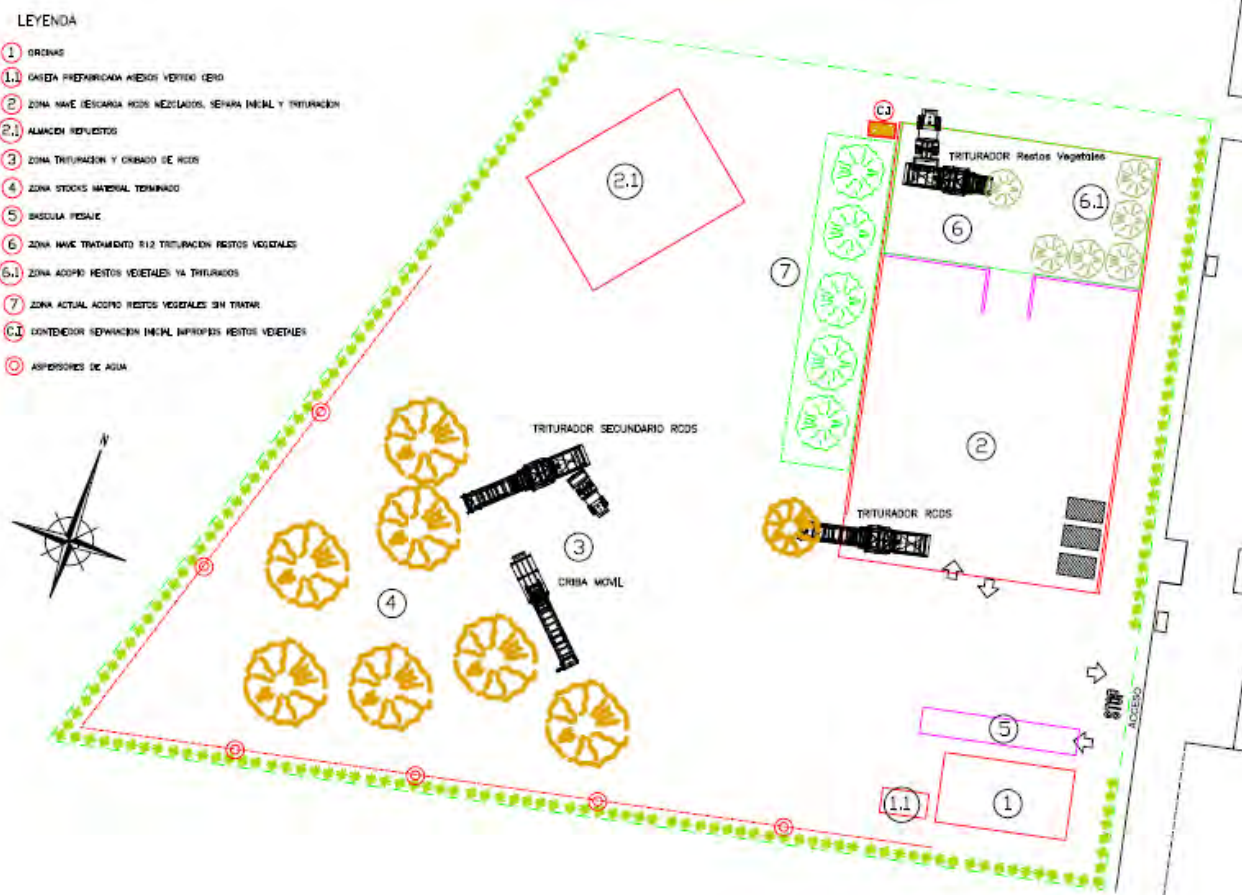 LEYENDA
1 OFICINAS
1.1 CASETA PREFABRICADA ASEOS VERTIDO CERO
2 ZONA NAVE DESCARGA RCDS MEZCLADOS, SEPARA INICIAL Y TRITURACION
2.1 ALMACEN REPUESTOS
3 ZONA TRITURACION Y CRIBADO DE RCDS
4 ZONA STOCKS MATERIAL TERMINADO
5 BASCULA PESAJE
6 ZONA NAVE TRATAMIENTO R12 TRITURACION RESTOS VEGETALES
6.1 ZONA ACOPIO RESTOS VEGETALES YA TRITURADOS
7 ZONA ACTUAL ACOPIO RESTOS VEGETALES SIN TRATAR
C.I CONTENEDOR SEPARACION INICIAL IMPROPIOS RESTOS VEGETALES
ASPERSORES DE AGUA
N
C.I
TRITURADOR Restos Vegetales
2.1
6.1
6
7
TRITURADOR SECUNDARIO RCDS
2
TRITURADOR RCDS
3
CRIBA MOVIL
4
STOP
ACCESO
5
1.1
1